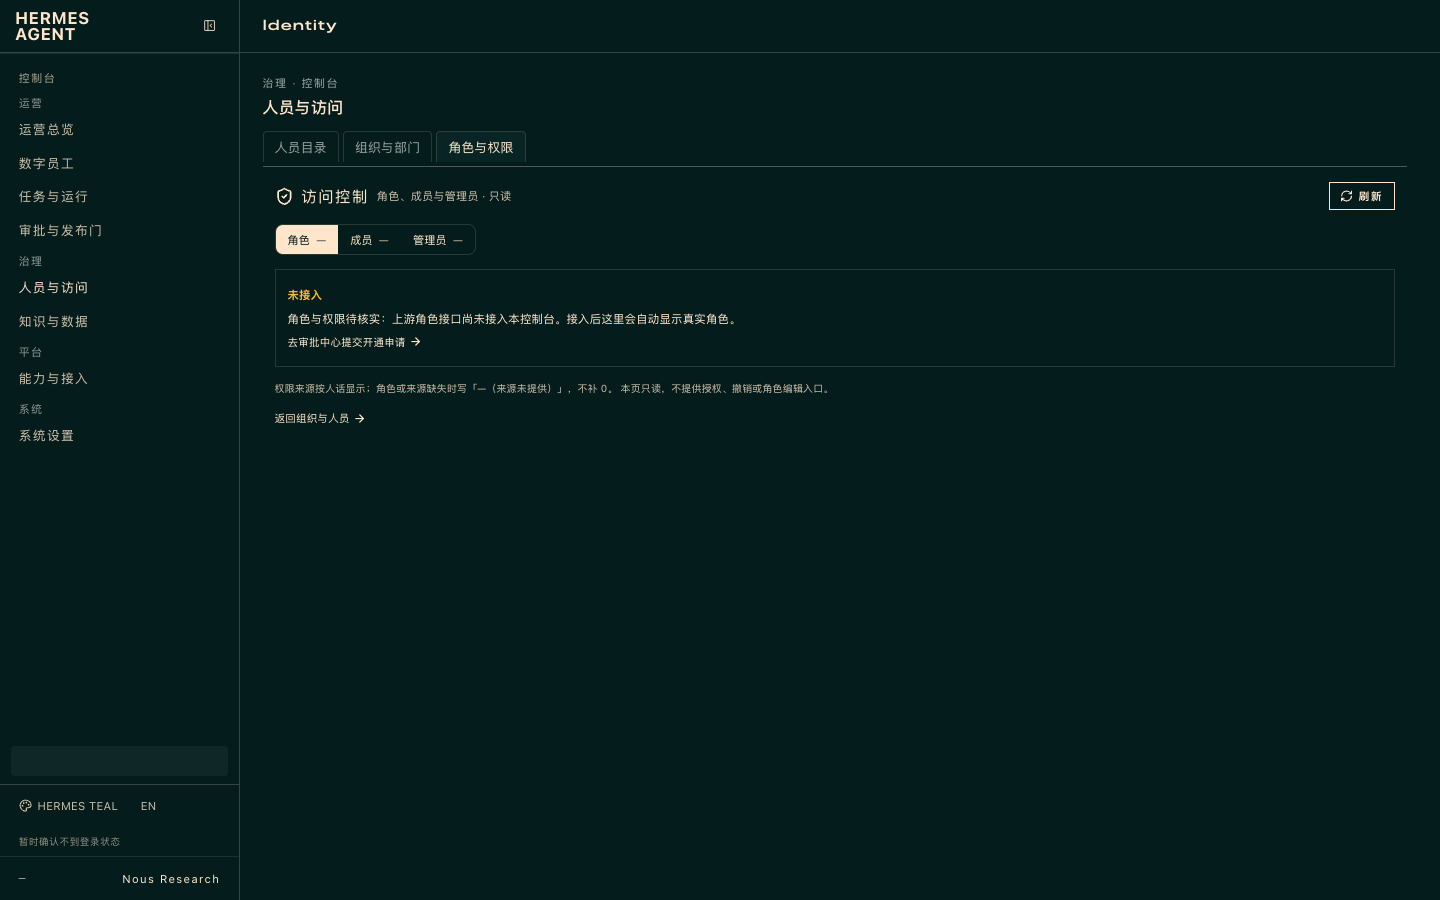 HERMES
AGENT
Identity
控制台
运营
运营总览
数字员工
任务与运行
审批与发布门
治理
人员与访问
知识与数据
平台
能力与接入
系统
系统设置
HERMES TEAL EN
暂时确认不到登录状态
— Nous Research
治理 · 控制台
人员与访问
人员目录 组织与部门 角色与权限
访问控制 角色、成员与管理员 · 只读 刷新
角色 — 成员 — 管理员 —
未接入
角色与权限待核实：上游角色接口尚未接入本控制台。接入后这里会自动显示真实角色。
去审批中心提交开通申请 →
权限来源按人话显示；角色或来源缺失时写「—（来源未提供）」，不补 0。 本页只读，不提供授权、撤销或角色编辑入口。
返回组织与人员 →